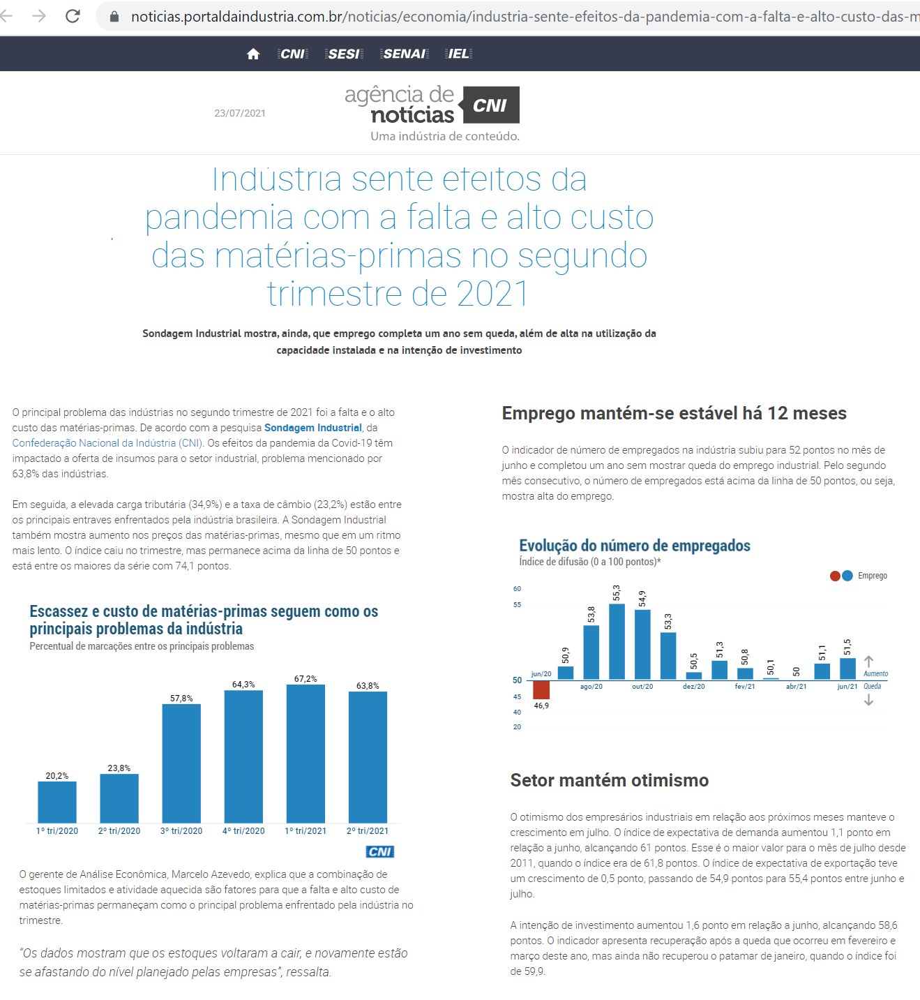 noticias.portaldaindustria.com.br/noticias/economia/industria-sente-efeitos-da-pandemia-com-a-falta-e-alto-custo-das-m
CNI SESI SENAI IEL
23/07/2021
agência de
notícias CNI
Uma indústria de conteúdo.
Indústria sente efeitos da
pandemia com a falta e alto custo
das matérias-primas no segundo
trimestre de 2021
Sondagem Industrial mostra, ainda, que emprego completa um ano sem queda, além de alta na utilização da
capacidade instalada e na intenção de investimento
O principal problema das indústrias no segundo trimestre de 2021 foi a falta e o alto
custo das matérias-primas. De acordo com a pesquisa Sondagem Industrial, da
Confederação Nacional da Indústria (CNI). Os efeitos da pandemia da Covid-19 têm
impactado a oferta de insumos para o setor industrial, problema mencionado por
63,8% das indústrias.
Em seguida, a elevada carga tributária (34,9%) e a taxa de câmbio (23,2%) estão entre
os principais entraves enfrentados pela indústria brasileira. A Sondagem Industrial
também mostra aumento nos preços das matérias-primas, mesmo que em um ritmo
mais lento. O índice caiu no trimestre, mas permanece acima da linha de 50 pontos e
está entre os maiores da série com 74,1 pontos.
Escassez e custo de matérias-primas seguem como os
principais problemas da indústria
Percentual de marcações entre os principais problemas
20,2% 23,8% 57,8% 64,3% 67,2% 63,8%
1º tri/2020 2º tri/2020 3º tri/2020 4º tri/2020 1º tri/2021 2º tri/2021
CNI
O gerente de Análise Econômica, Marcelo Azevedo, explica que a combinação de
estoques limitados e atividade aquecida são fatores para que a falta e alto custo de
matérias-primas permaneçam como o principal problema enfrentado pela indústria no
trimestre.
“Os dados mostram que os estoques voltaram a cair, e novamente estão
se afastando do nível planejado pelas empresas”, ressalta.
Emprego mantém-se estável há 12 meses
O indicador de número de empregados na indústria subiu para 52 pontos no mês de
junho e completou um ano sem mostrar queda do emprego industrial. Pelo segundo
mês consecutivo, o número de empregados está acima da linha de 50 pontos, ou seja,
mostra alta do emprego.
Evolução do número de empregados
Índice de difusão (0 a 100 pontos)*
Emprego
60
55
50
45
40
20
46,9 50,9 53,8 55,3 54,9 53,3 50,5 51,3 50,8 50,1 50 51,1 51,5
jun/20 ago/20 out/20 dez/20 fev/21 abr/21 jun/21
Aumento
Queda
Setor mantém otimismo
O otimismo dos empresários industriais em relação aos próximos meses manteve o
crescimento em julho. O índice de expectativa de demanda aumentou 1,1 ponto em
relação a junho, alcançando 61 pontos. Esse é o maior valor para o mês de julho desde
2011, quando o índice era de 61,8 pontos. O índice de expectativa de exportação teve
um crescimento de 0,5 ponto, passando de 54,9 pontos para 55,4 pontos entre junho e
julho.
A intenção de investimento aumentou 1,6 ponto em relação a junho, alcançando 58,6
pontos. O indicador apresenta recuperação após a queda que ocorreu em fevereiro e
março deste ano, mas ainda não recuperou o patamar de janeiro, quando o índice foi
de 59,9.